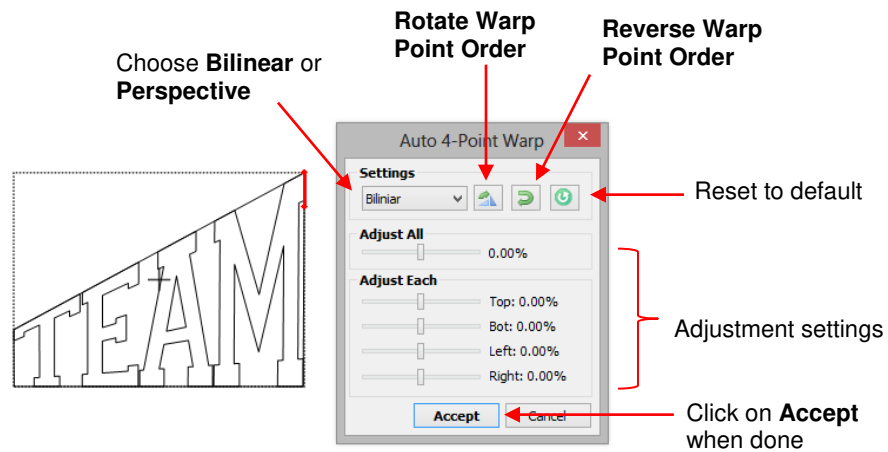 Rotate Warp
Point Order
Reverse Warp
Point Order
Choose Bilinear or
Perspective
Auto 4-Point Warp
Settings
Biliniar
Reset to default
Adjust All
0.00%
Adjust Each
Top: 0.00%
Bot: 0.00%
Left: 0.00%
Right: 0.00%
Adjustment settings
TEAM
Accept
Cancel
Click on Accept
when done